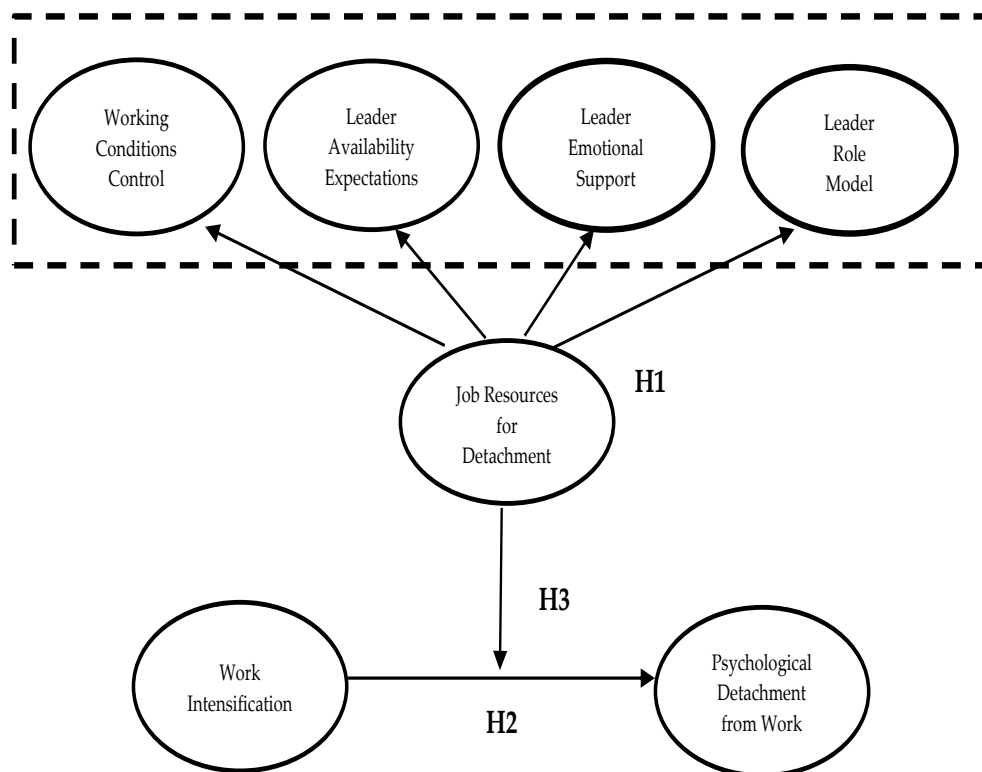 Working
Conditions
Control
Leader
Availability
Expectations
Leader
Emotional
Support
Leader
Role
Model
Job Resources
for
Detachment
H1
H3
Work
Intensification
H2
Psychological
Detachment
from Work